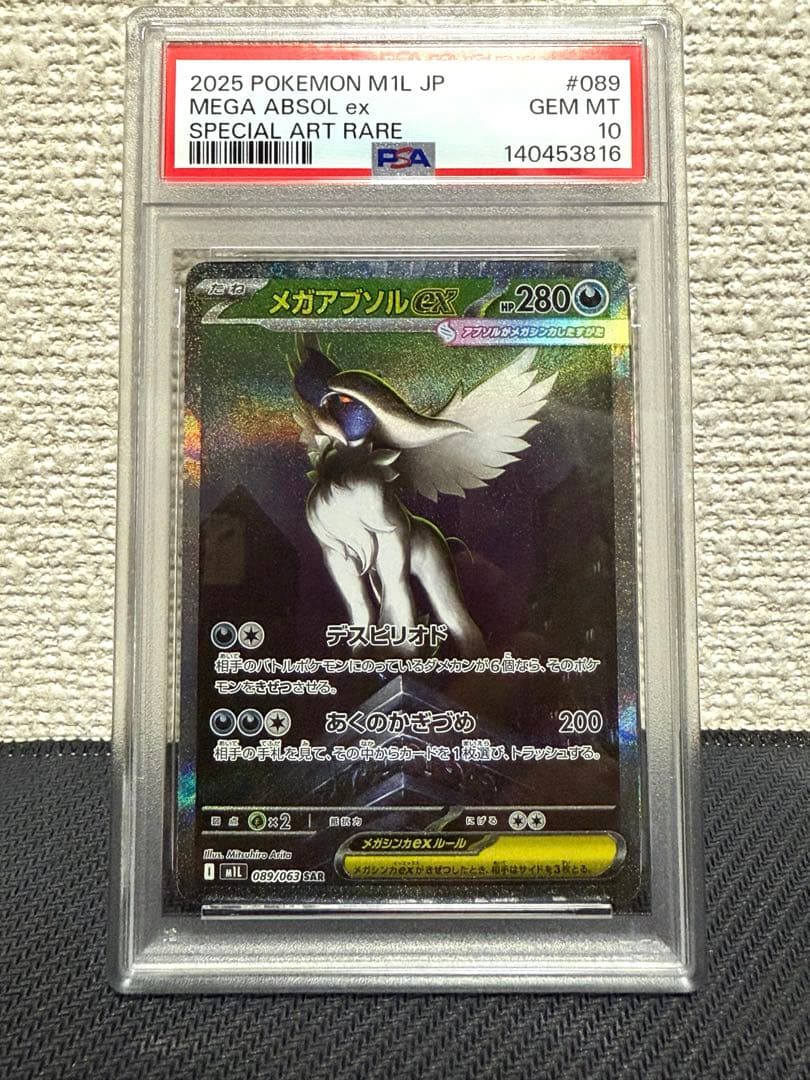 2025 POKEMON M1L JP #089
MEGA ABSOL ex GEM MT
SPECIAL ART RARE 10
PSA 140453816
たね メガアブソルex HP280
アブソルがメガシンカしたすがた
デスピリオド
相手のバトルポケモンにのっているダメカンが6個なら、そのポケ
モンをきぜつさせる。
あくのかぎづめ 200
相手の手札を見て、その中からカードを1枚選び、トラッシュする。
弱点 ×2 抵抗力 にげる
メガシンカexルール
メガシンカexがきぜつしたとき、相手はサイドを3枚とる。
Illus. Mitsuhiro Arita
I M1L 089/063 SAR